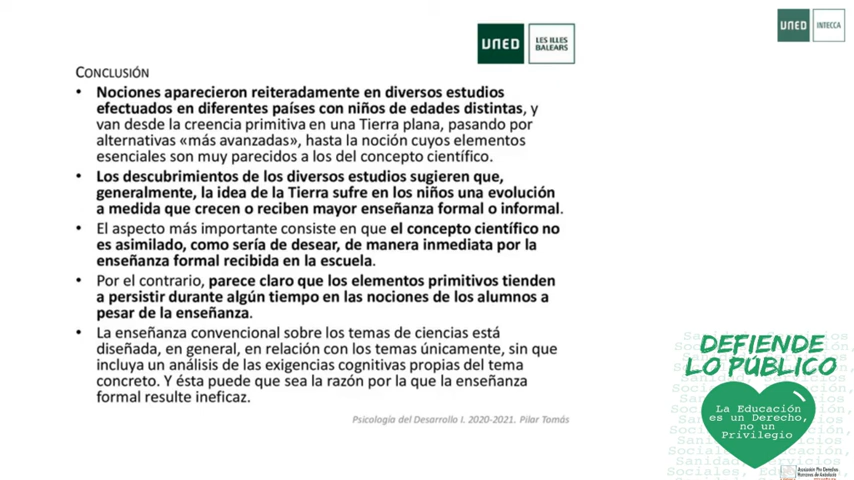 UNED
LES ILLES
BALEARS
UNED
INTECCA
CONCLUSIÓN
• Nociones aparecieron reiteradamente en diversos estudios
efectuados en diferentes países con niños de edades distintas, y
van desde la creencia primitiva en una Tierra plana, pasando por
alternativas «más avanzadas», hasta la noción cuyos elementos
esenciales son muy parecidos a los del concepto científico.
• Los descubrimientos de los diversos estudios sugieren que,
generalmente, la idea de la Tierra sufre en los niños una evolución
a medida que crecen o reciben mayor enseñanza formal o informal.
• El aspecto más importante consiste en que el concepto científico no
es asimilado, como sería de desear, de manera inmediata por la
enseñanza formal recibida en la escuela.
• Por el contrario, parece claro que los elementos primitivos tienden
a persistir durante algún tiempo en las nociones de los alumnos a
pesar de la enseñanza.
• La enseñanza convencional sobre los temas de ciencias está
diseñada, en general, en relación con los temas únicamente, sin que
incluya un análisis de las exigencias cognitivas propias del tema
concreto. Y ésta puede que sea la razón por la que la enseñanza
formal resulte ineficaz.
Psicología del Desarrollo I. 2020-2021. Pilar Tomás
DEFIENDE
LO PÚBLICO
La Educación
es un Derecho,
no un
Privilegio